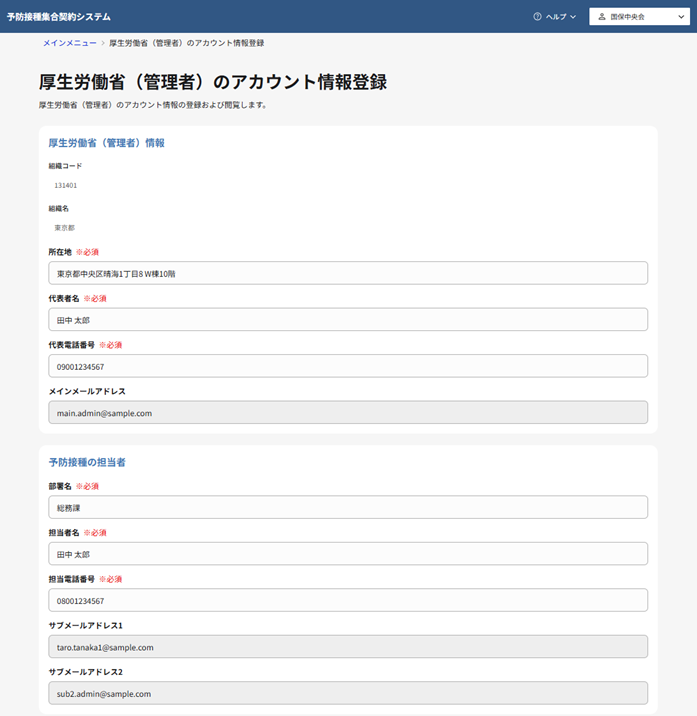 予防接種集合契約システム
ヘルプ
国保中央会
メインメニュー > 厚生労働省（管理者）のアカウント情報登録
厚生労働省（管理者）のアカウント情報登録
厚生労働省（管理者）のアカウント情報の登録および閲覧します。
厚生労働省（管理者）情報
組織コード
131401
組織名
東京都
所在地 ※必須
東京都中央区晴海1丁目8 W棟10階
代表者名 ※必須
田中 太郎
代表電話番号 ※必須
09001234567
メインメールアドレス
main.admin@sample.com
予防接種の担当者
部署名 ※必須
総務課
担当者名 ※必須
田中 太郎
担当電話番号 ※必須
08001234567
サブメールアドレス1
taro.tanaka1@sample.com
サブメールアドレス2
sub2.admin@sample.com